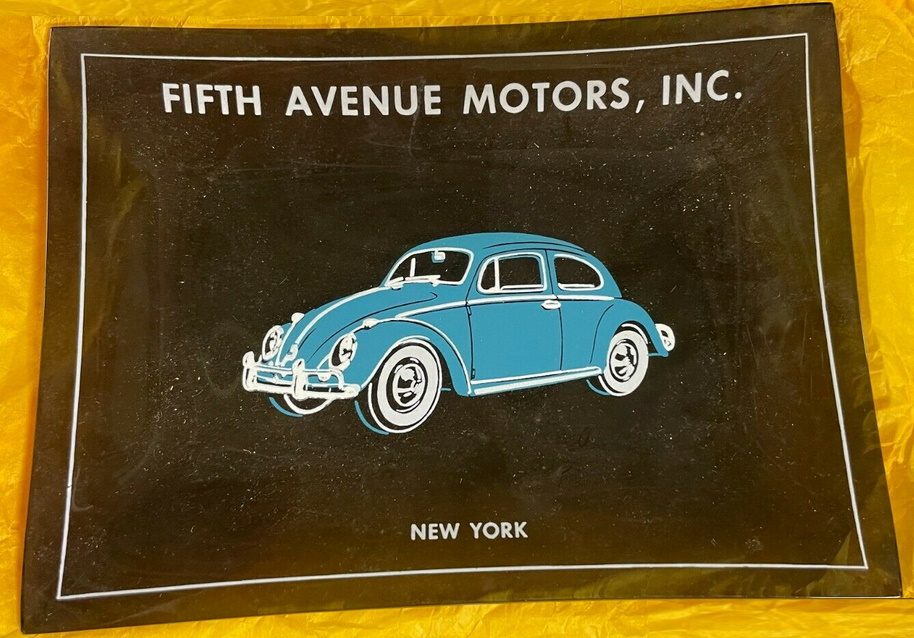 FIFTH AVENUE MOTORS, INC.
NEW YORK